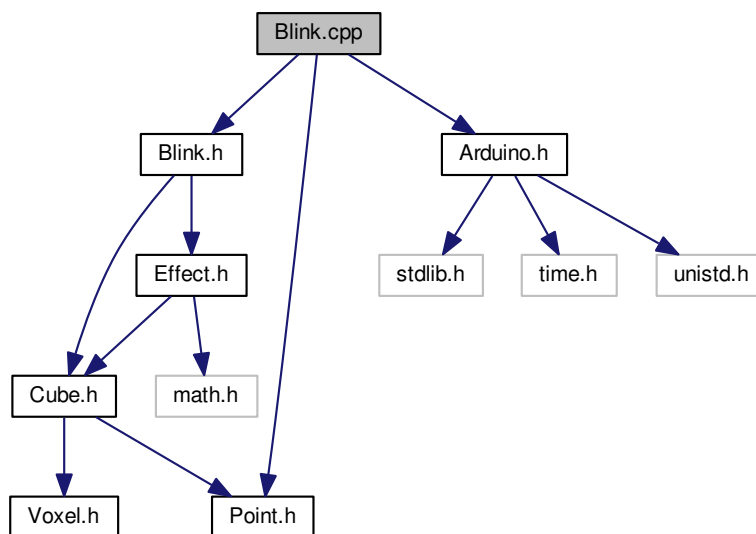 Blink.cpp
Blink.h
Arduino.h
Effect.h
stdlib.h
time.h
unistd.h
Cube.h
math.h
Voxel.h
Point.h